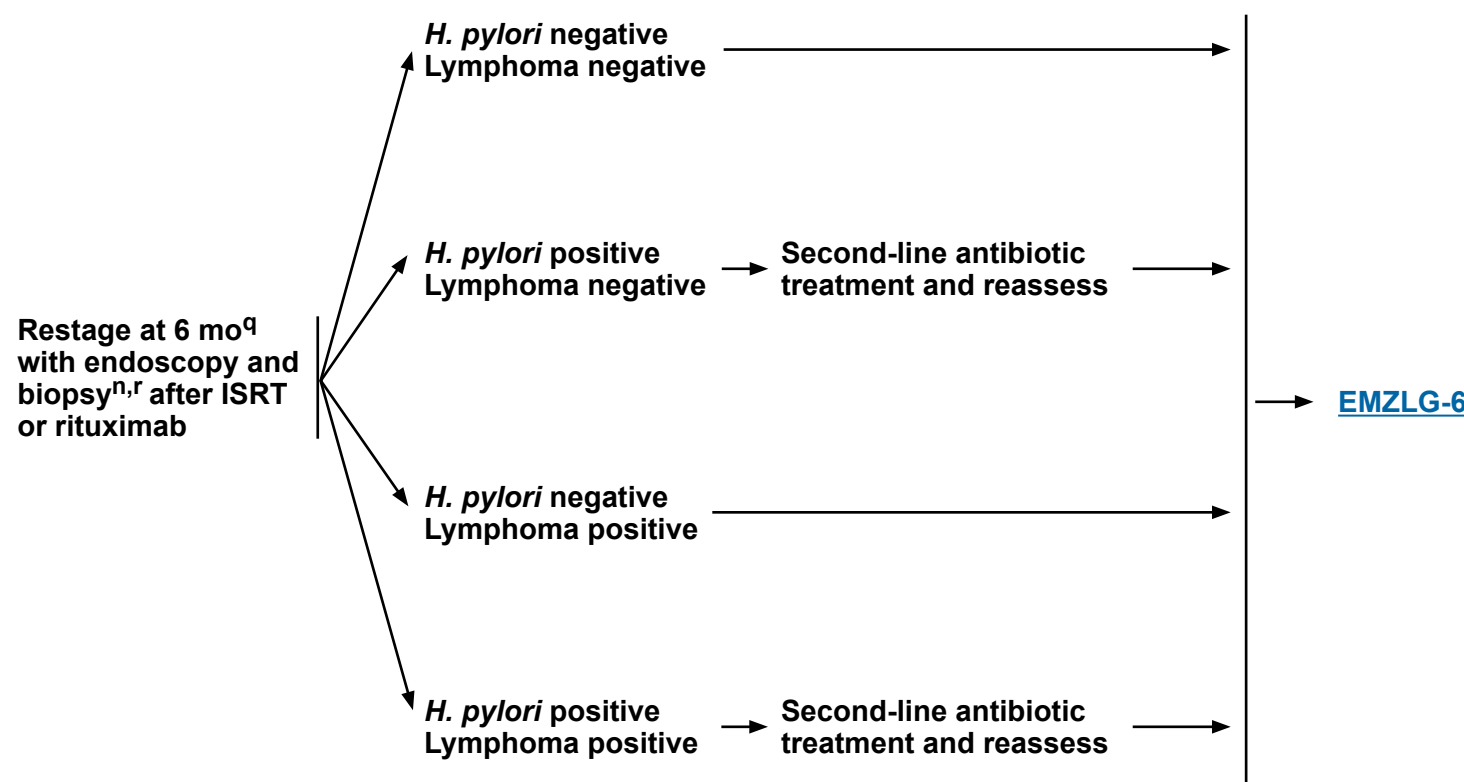 Restage at 6 mo^q
with endoscopy and
biopsy^n,r after ISRT
or rituximab
H. pylori negative
Lymphoma negative
H. pylori positive
Lymphoma negative
Second-line antibiotic
treatment and reassess
H. pylori negative
Lymphoma positive
H. pylori positive
Lymphoma positive
Second-line antibiotic
treatment and reassess
EMZLG-6